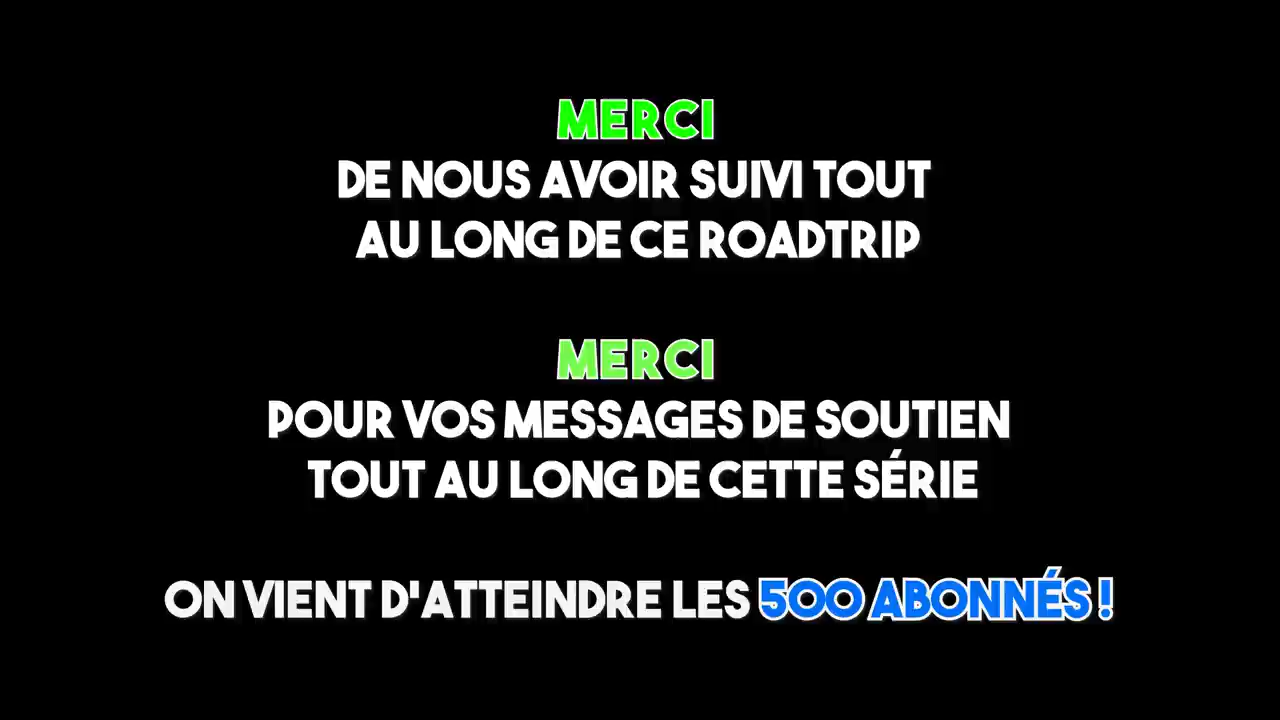 MERCI
DE NOUS AVOIR SUIVI TOUT
AU LONG DE CE ROADTRIP
MERCI
POUR VOS MESSAGES DE SOUTIEN
TOUT AU LONG DE CETTE SÉRIE
ON VIENT D'ATTEINDRE LES 500 ABONNÉS !